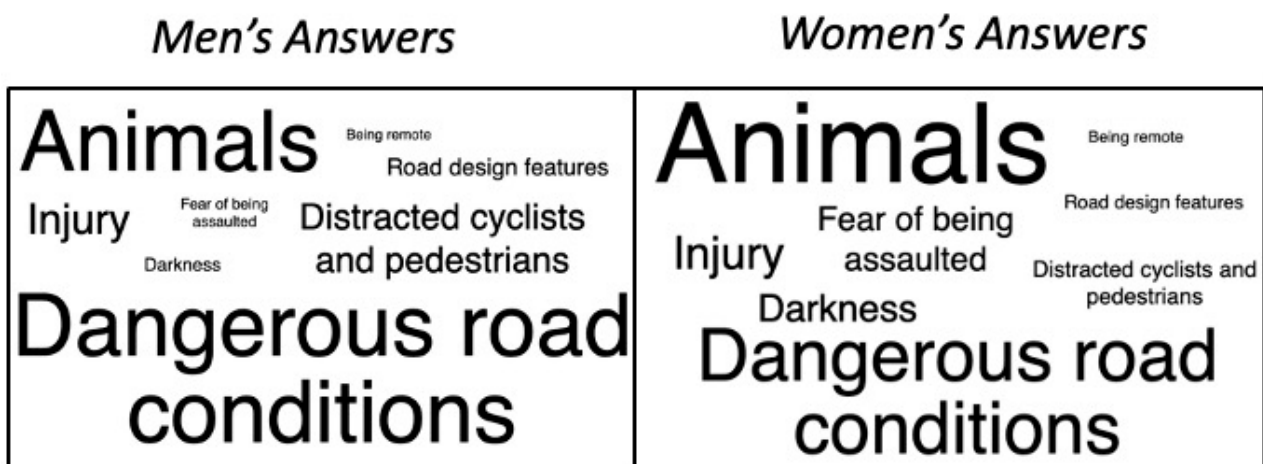 Men's Answers
Women's Answers
Animals
Being remote
Road design features
Injury
Fear of being
assaulted
Distracted cyclists
and pedestrians
Darkness
Dangerous road
conditions
Animals
Being remote
Road design features
Fear of being
assaulted
Injury
Distracted cyclists and
pedestrians
Darkness
Dangerous road
conditions